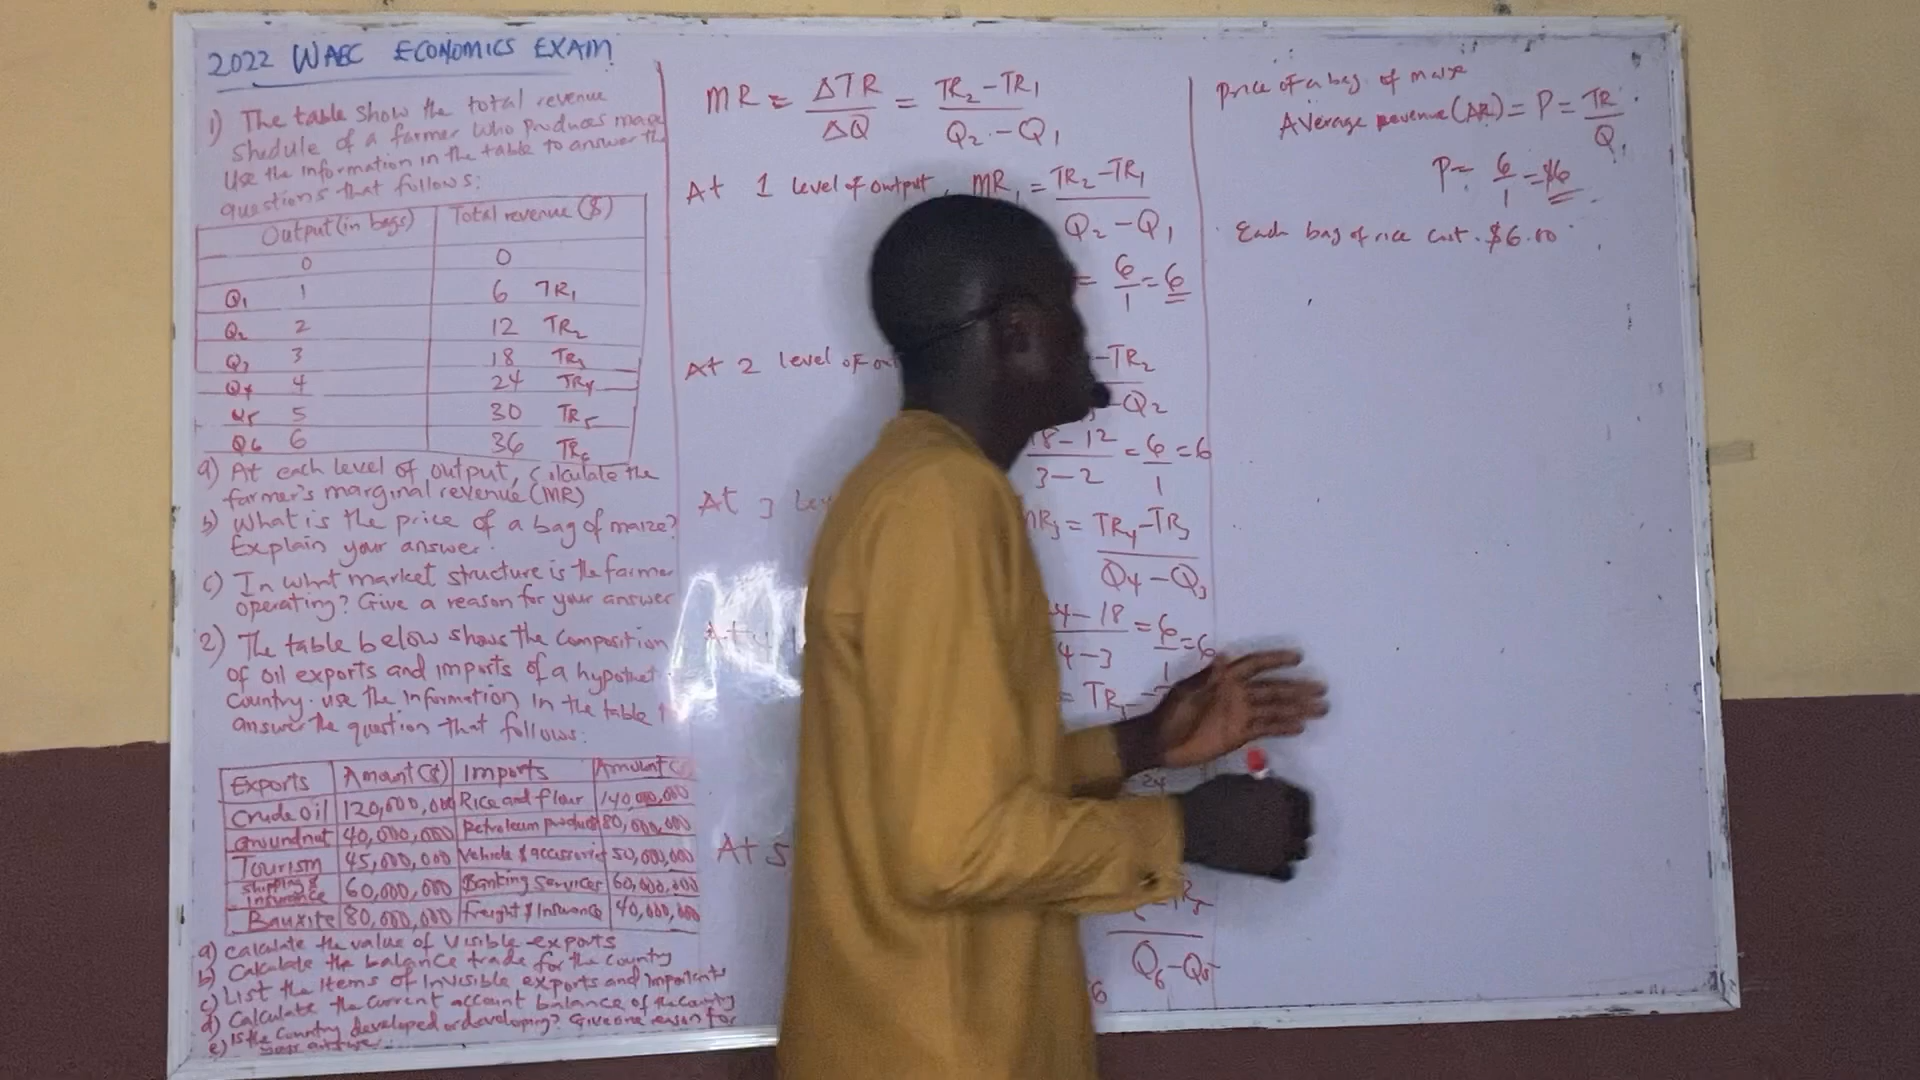 2022 WAEC ECONOMICS EXAM
1) The table show the total revenue
Shedule of a farmer who produces
Use the information in the table to answer the
questions that follows:
Output (in bags) Total revenue ($)
0 0
Q1 1 6 TR1
Q2 2 12 TR2
Q3 3 18 TR3
Q4 4 24 TR4
5 30 TR5
Q6 6 36 TR6
a) At each level of output, calculate the
farmer's marginal revenue (MR)
b) What is the price of a bag of maize?
Explain your answer.
c) In what market structure is the farmer
operating? Give a reason for your answer
2) The table below shows the composition
of oil exports and imports of a hypothet
Country. use the information in the table
answer the question that follows:
Exports Amount ($) Imports Amount (
Crude oil 120,000,000 Rice and flour 140,000,000
Groundnut 40,000,000 Petroleum product 80,000,000
Tourism 45,000,000 Vehicle & accessories 50,000,000
Shipping & insurance 60,000,000 Banking services 60,000,000
Bauxite 80,000,000 Freight & Insurance 40,000,000
a) Calculate the value of Visible exports
b) Calculate the balance trade for the country
c) List the items of Invisible exports and
d) Calculate the current account balance of the country
e) Is the country developed or developing? Give one reason for
your answer.
MR = ΔTR/ΔQ = TR2 - TR1/Q2 - Q1
At 1 level of output, MR1 = TR2 - TR1/Q2 - Q1
= 6/1 = 6
At 2 level of
- TR2
- Q2
18 - 12/3 - 2 = 6/1 = 6
At 3
MR3 = TR4 - TR3/Q4 - Q3
4 - 18/4 - 3 = 6/1 = 6
At 4
= TR5 -
24
At 5
Q6 - Q5
6
Price of a bag of maize
Average revenue (AR) = P = TR/Q
P = 6/1 = $6
Each bag of rice cost $6.00